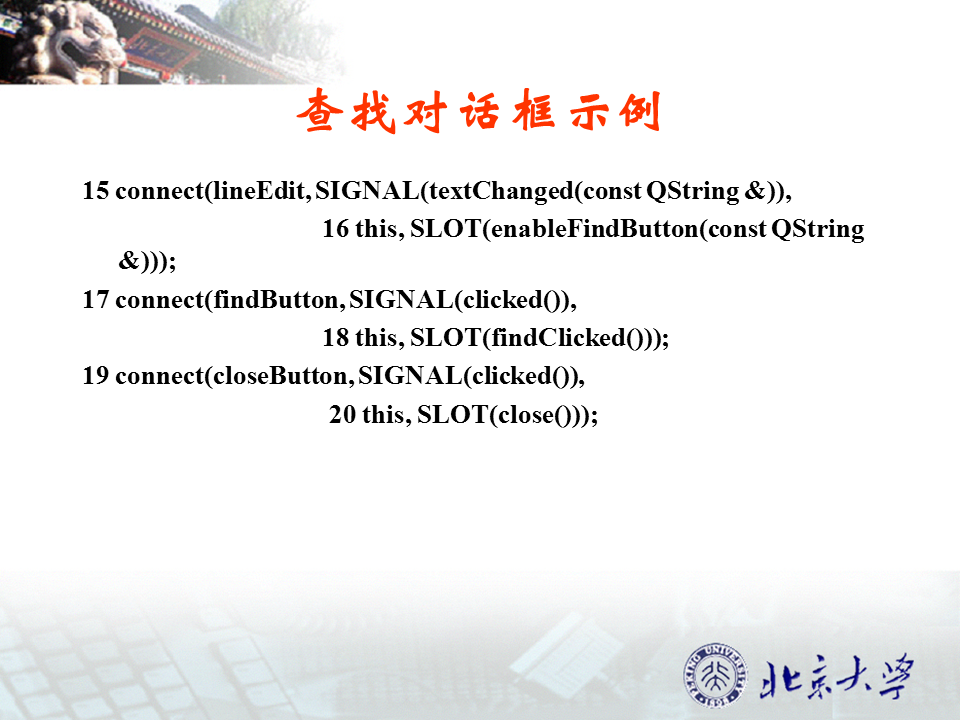 查找对话框示例
15 connect(lineEdit, SIGNAL(textChanged(const QString &)),
16 this, SLOT(enableFindButton(const QString
&)));
17 connect(findButton, SIGNAL(clicked()),
18 this, SLOT(findClicked()));
19 connect(closeButton, SIGNAL(clicked()),
20 this, SLOT(close()));
PEKING UNIVERSITY
1898
北京大学